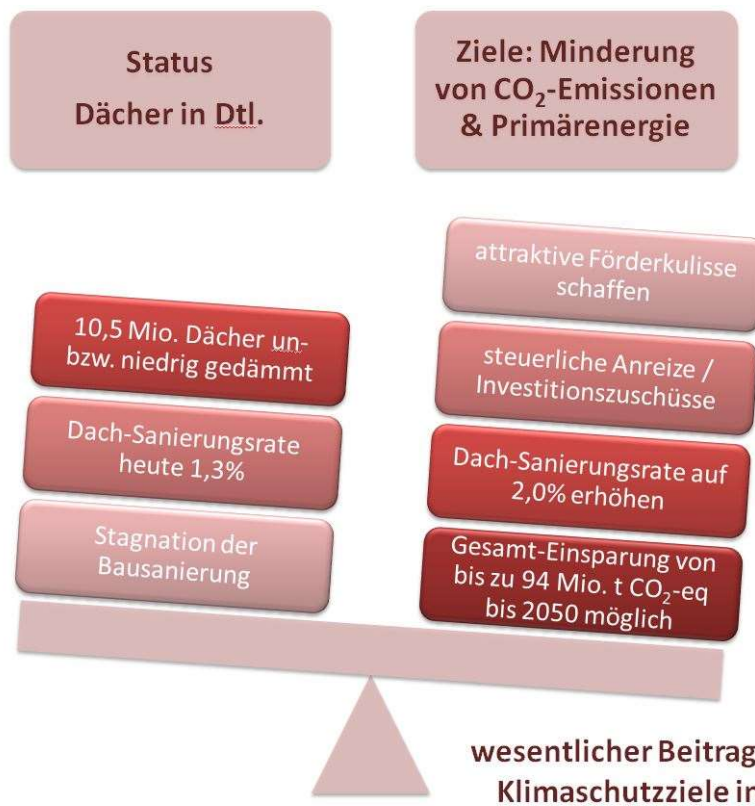 Status
Dächer in Dtl.
Ziele: Minderung
von CO₂-Emissionen
& Primärenergie
10,5 Mio. Dächer un-
bzw. niedrig gedämmt
Dach-Sanierungsrate
heute 1,3%
Stagnation der
Bausanierung
attraktive Förderkulisse
schaffen
steuerliche Anreize /
Investitionszuschüsse
Dach-Sanierungsrate auf
2,0% erhöhen
Gesamt-Einsparung von
bis zu 94 Mio. t CO₂-eq
bis 2050 möglich
wesentlicher Beitrag
Klimaschutzziele in